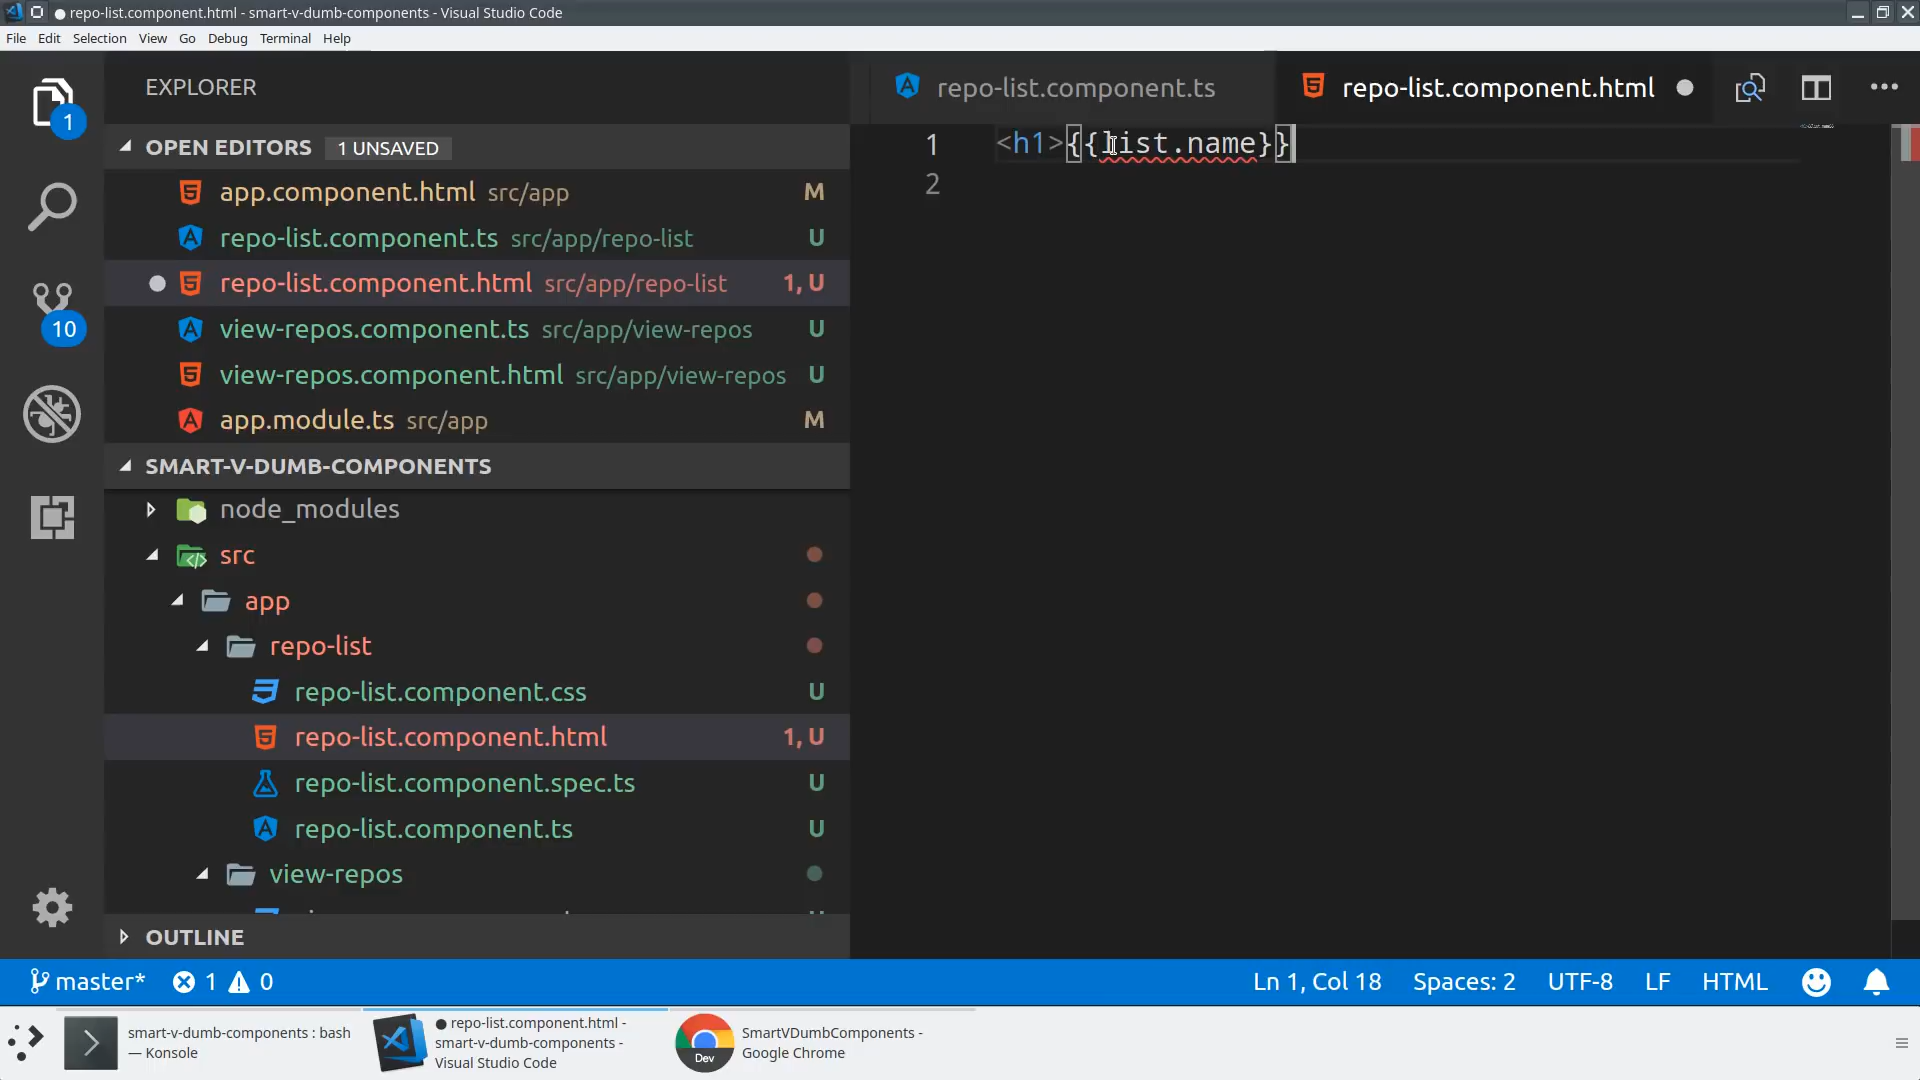 ● repo-list.component.html - smart-v-dumb-components - Visual Studio Code
File Edit Selection View Go Debug Terminal Help
EXPLORER
1
OPEN EDITORS 1 UNSAVED
app.component.html src/app M
repo-list.component.ts src/app/repo-list U
repo-list.component.html src/app/repo-list 1, U
view-repos.component.ts src/app/view-repos U
view-repos.component.html src/app/view-repos U
app.module.ts src/app M
10
SMART-V-DUMB-COMPONENTS
node_modules
src
app
repo-list
repo-list.component.css U
repo-list.component.html 1, U
repo-list.component.spec.ts U
repo-list.component.ts U
view-repos
OUTLINE
repo-list.component.ts
repo-list.component.html
1 <h1>{{list.name}}
2
master* 1 0
Ln 1, Col 18 Spaces: 2 UTF-8 LF HTML
smart-v-dumb-components : bash
— Konsole
● repo-list.component.html -
smart-v-dumb-components -
Visual Studio Code
Dev
SmartVDumbComponents -
Google Chrome